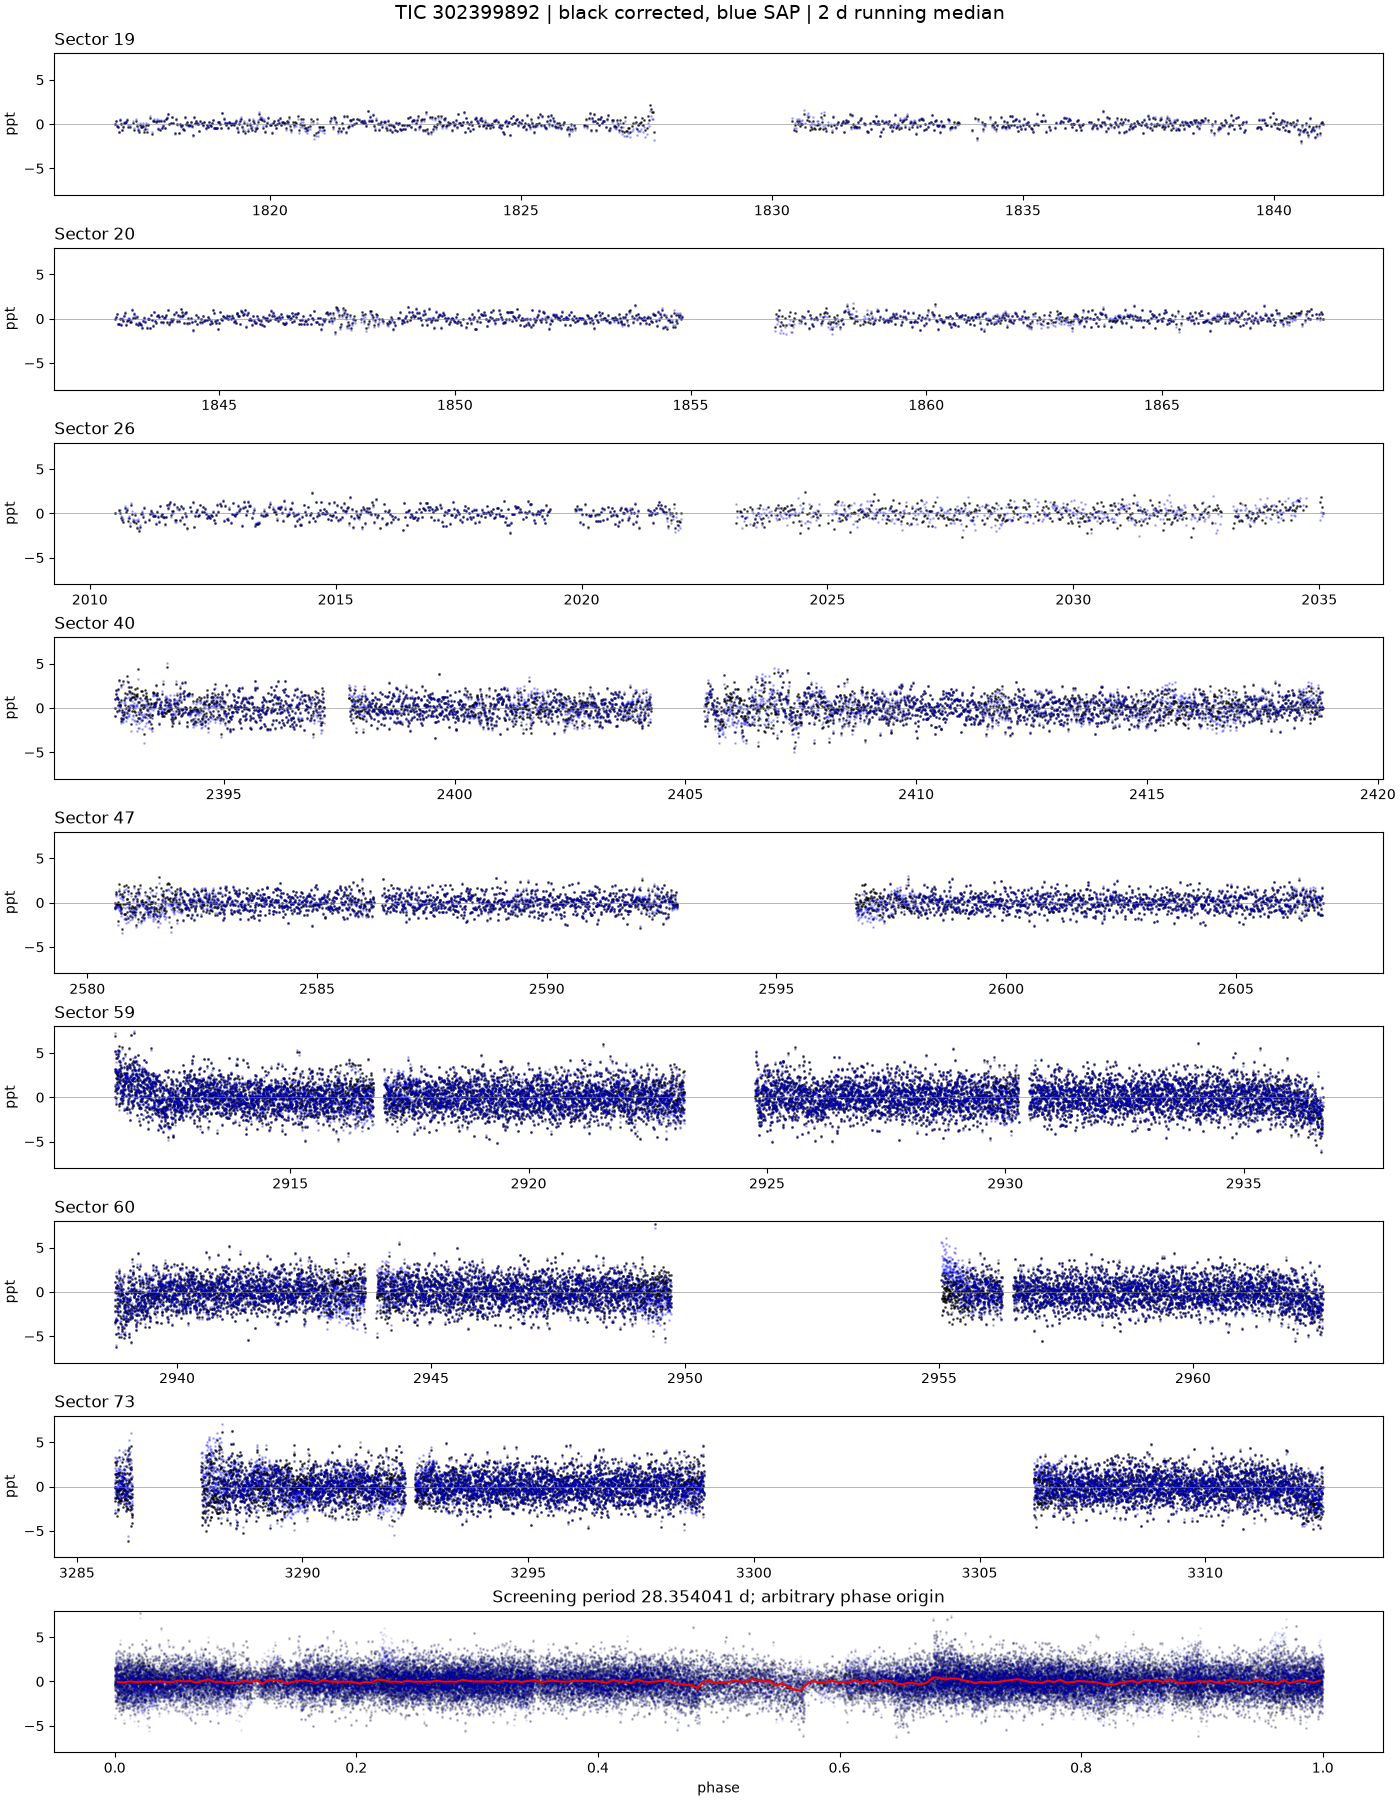 TIC 302399892 | black corrected, blue SAP | 2 d running median
Sector 19
5
0
−5
ppt
1820 1825 1830 1835 1840
Sector 20
5
0
−5
ppt
1845 1850 1855 1860 1865
Sector 26
5
0
−5
ppt
2010 2015 2020 2025 2030 2035
Sector 40
5
0
−5
ppt
2395 2400 2405 2410 2415 2420
Sector 47
5
0
−5
ppt
2580 2585 2590 2595 2600 2605
Sector 59
5
0
−5
ppt
2915 2920 2925 2930 2935
Sector 60
5
0
−5
ppt
2940 2945 2950 2955 2960
Sector 73
5
0
−5
ppt
3285 3290 3295 3300 3305 3310
Screening period 28.354041 d; arbitrary phase origin
5
0
−5
ppt
0.0 0.2 0.4 0.6 0.8 1.0
phase